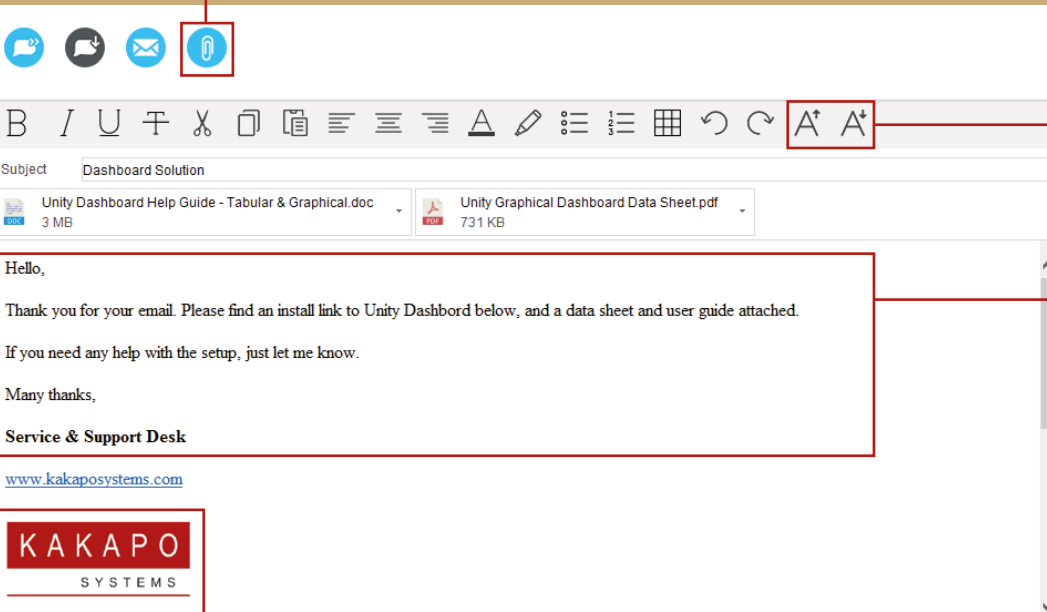 Subject Dashboard Solution
Unity Dashboard Help Guide - Tabular & Graphical.doc Unity Graphical Dashboard Data Sheet.pdf
DOC 3 MB PDF 731 KB
Hello,
Thank you for your email. Please find an install link to Unity Dashbord below, and a data sheet and user guide attached.
If you need any help with the setup, just let me know.
Many thanks,
Service & Support Desk
www.kakaposystems.com
KAKAPO
SYSTEMS